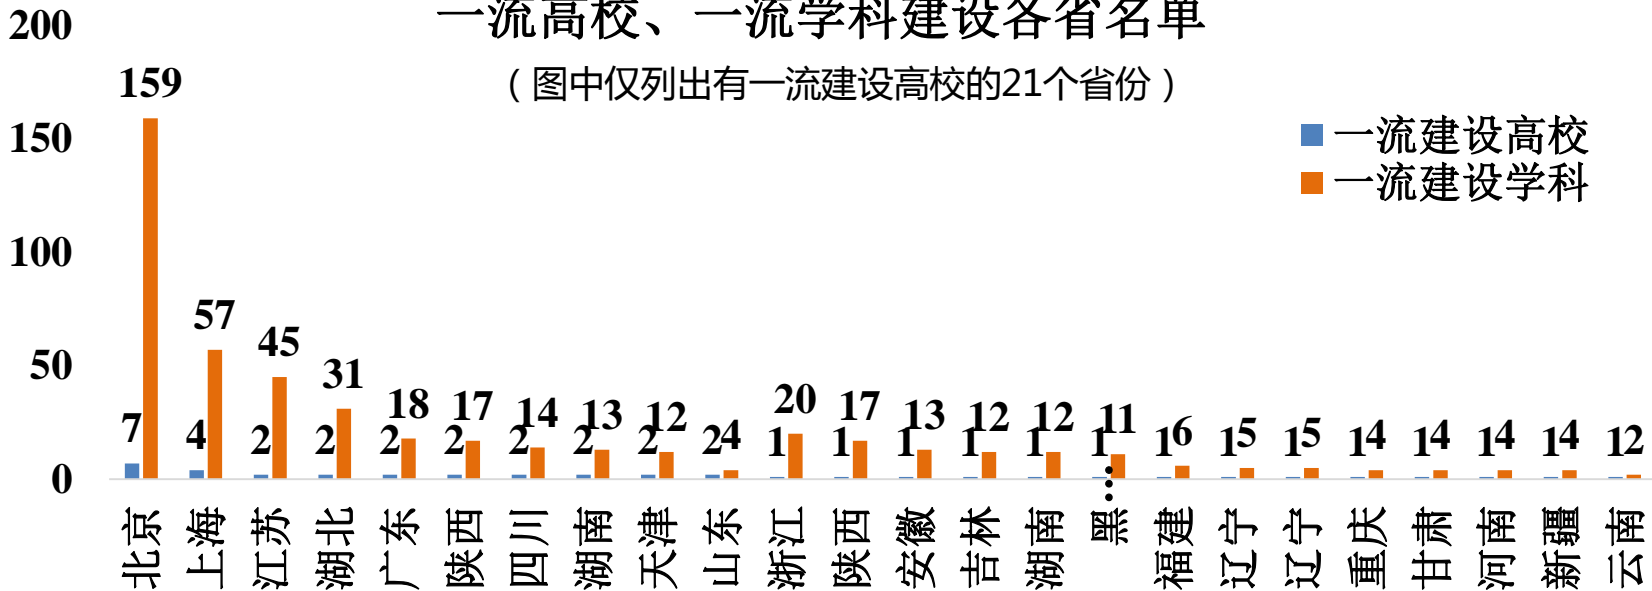 一流高校、一流学科建设各省名单
（图中仅列出有一流建设高校的21个省份）
一流建设高校
一流建设学科
200
150
100
50
0
7 159
4 57
2 45
2 31
2 18
2 17
2 14
2 13
2 12
2 4
1 20
1 17
1 13
1 12
1 12
1 11
1 6
1 5
1 5
1 4
1 4
1 4
1 4
1 2
北京
上海
江苏
湖北
广东
陕西
四川
湖南
天津
山东
浙江
陕西
安徽
吉林
湖南
黑…
福建
辽宁
辽宁
重庆
甘肃
河南
新疆
云南